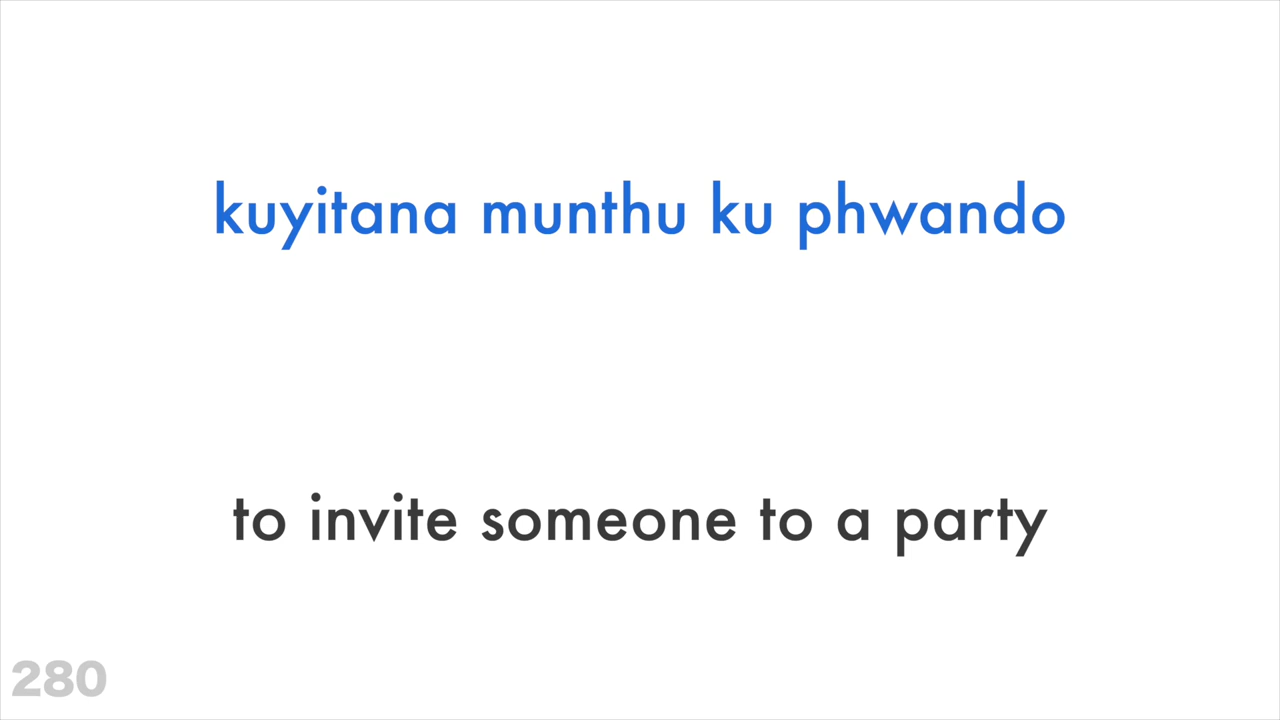 kuyitana munthu ku phwando
to invite someone to a party
280